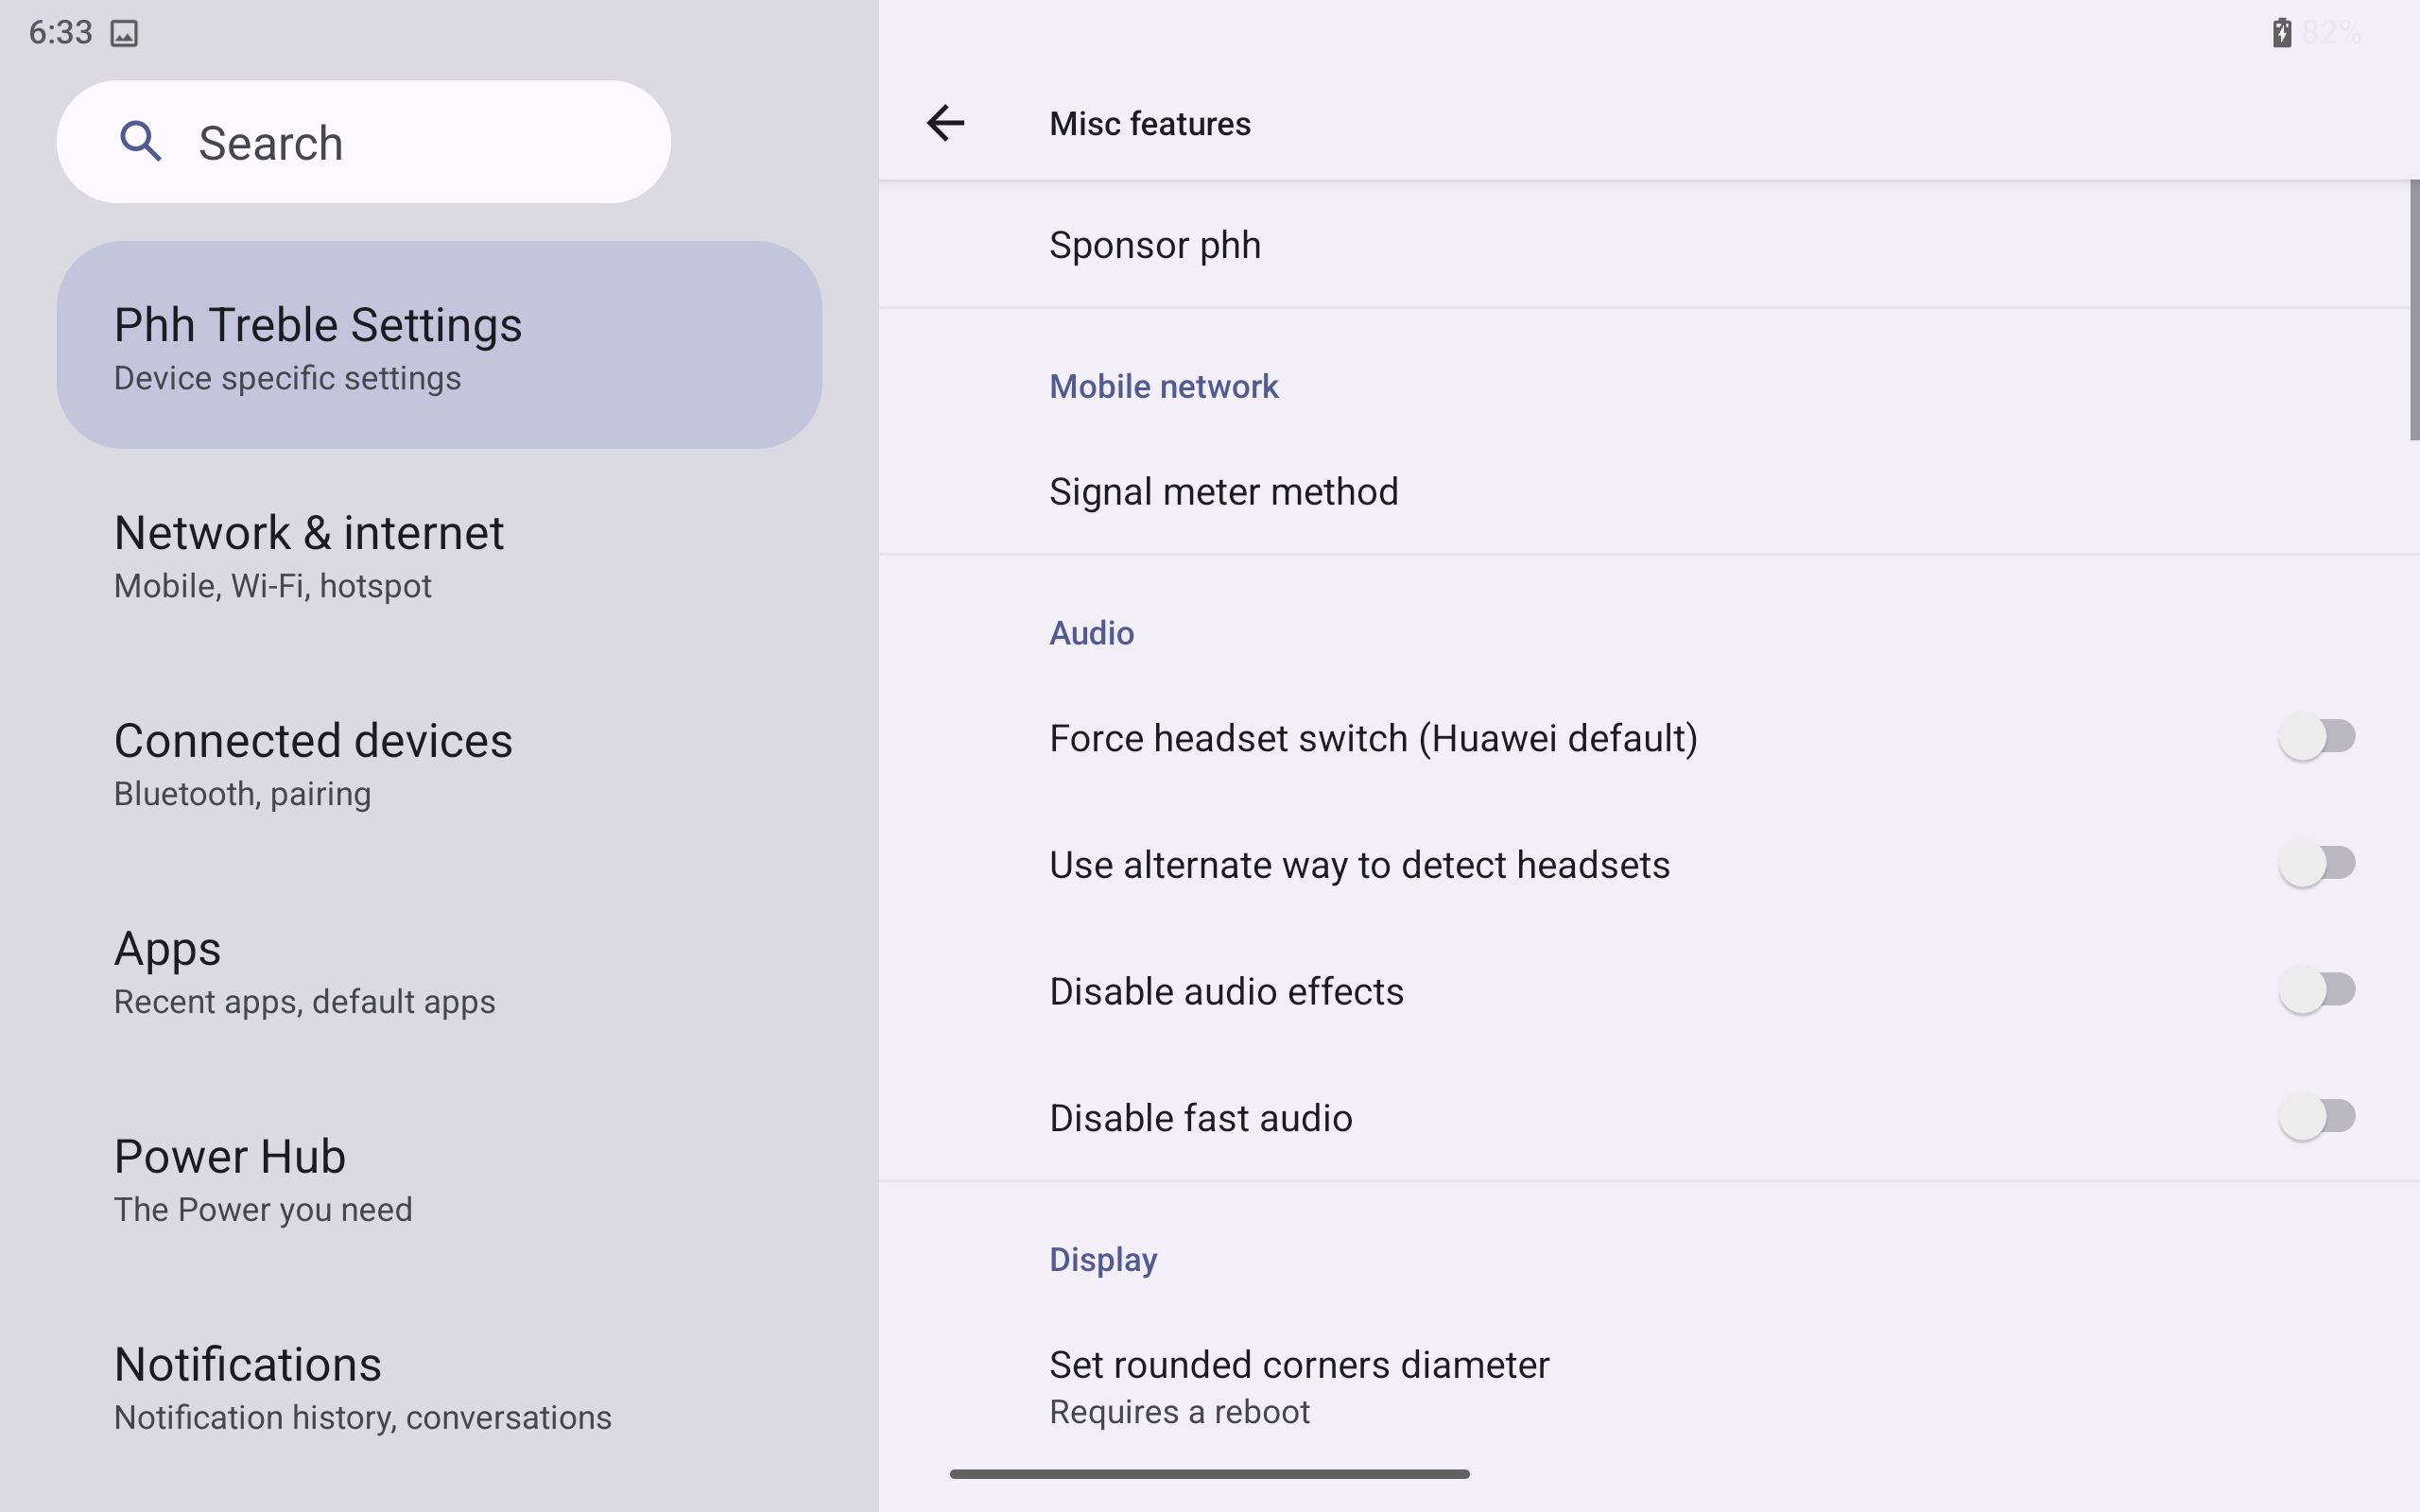 6:33
82%
Search
Phh Treble Settings
Device specific settings
Network & internet
Mobile, Wi-Fi, hotspot
Connected devices
Bluetooth, pairing
Apps
Recent apps, default apps
Power Hub
The Power you need
Notifications
Notification history, conversations
Misc features
Sponsor phh
Mobile network
Signal meter method
Audio
Force headset switch (Huawei default)
Use alternate way to detect headsets
Disable audio effects
Disable fast audio
Display
Set rounded corners diameter
Requires a reboot